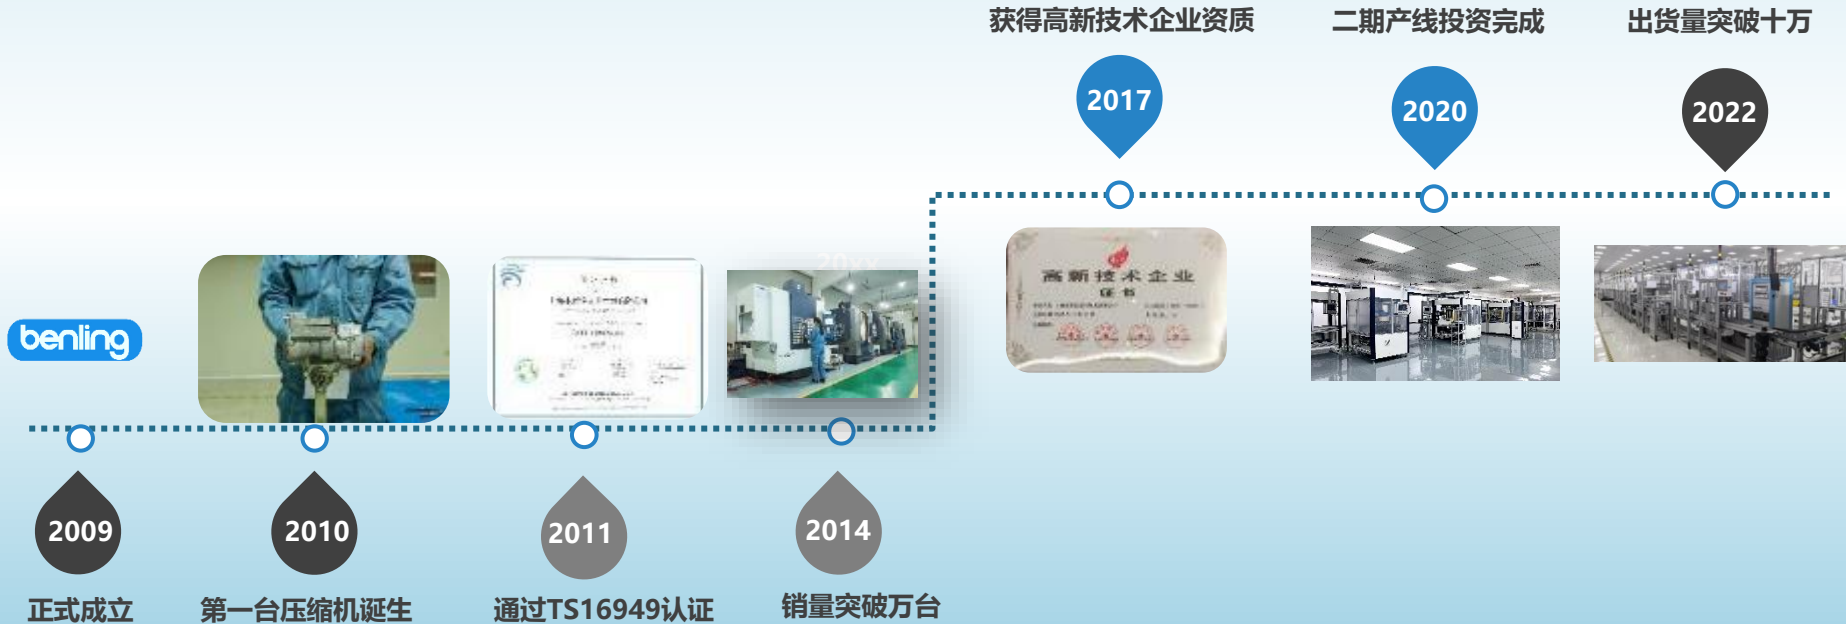 获得高新技术企业资质
二期产线投资完成
出货量突破十万
2017
2020
2022
20xx
高新技术企业
证书
benling
2009
2010
2011
2014
正式成立
第一台压缩机诞生
通过TS16949认证
销量突破万台